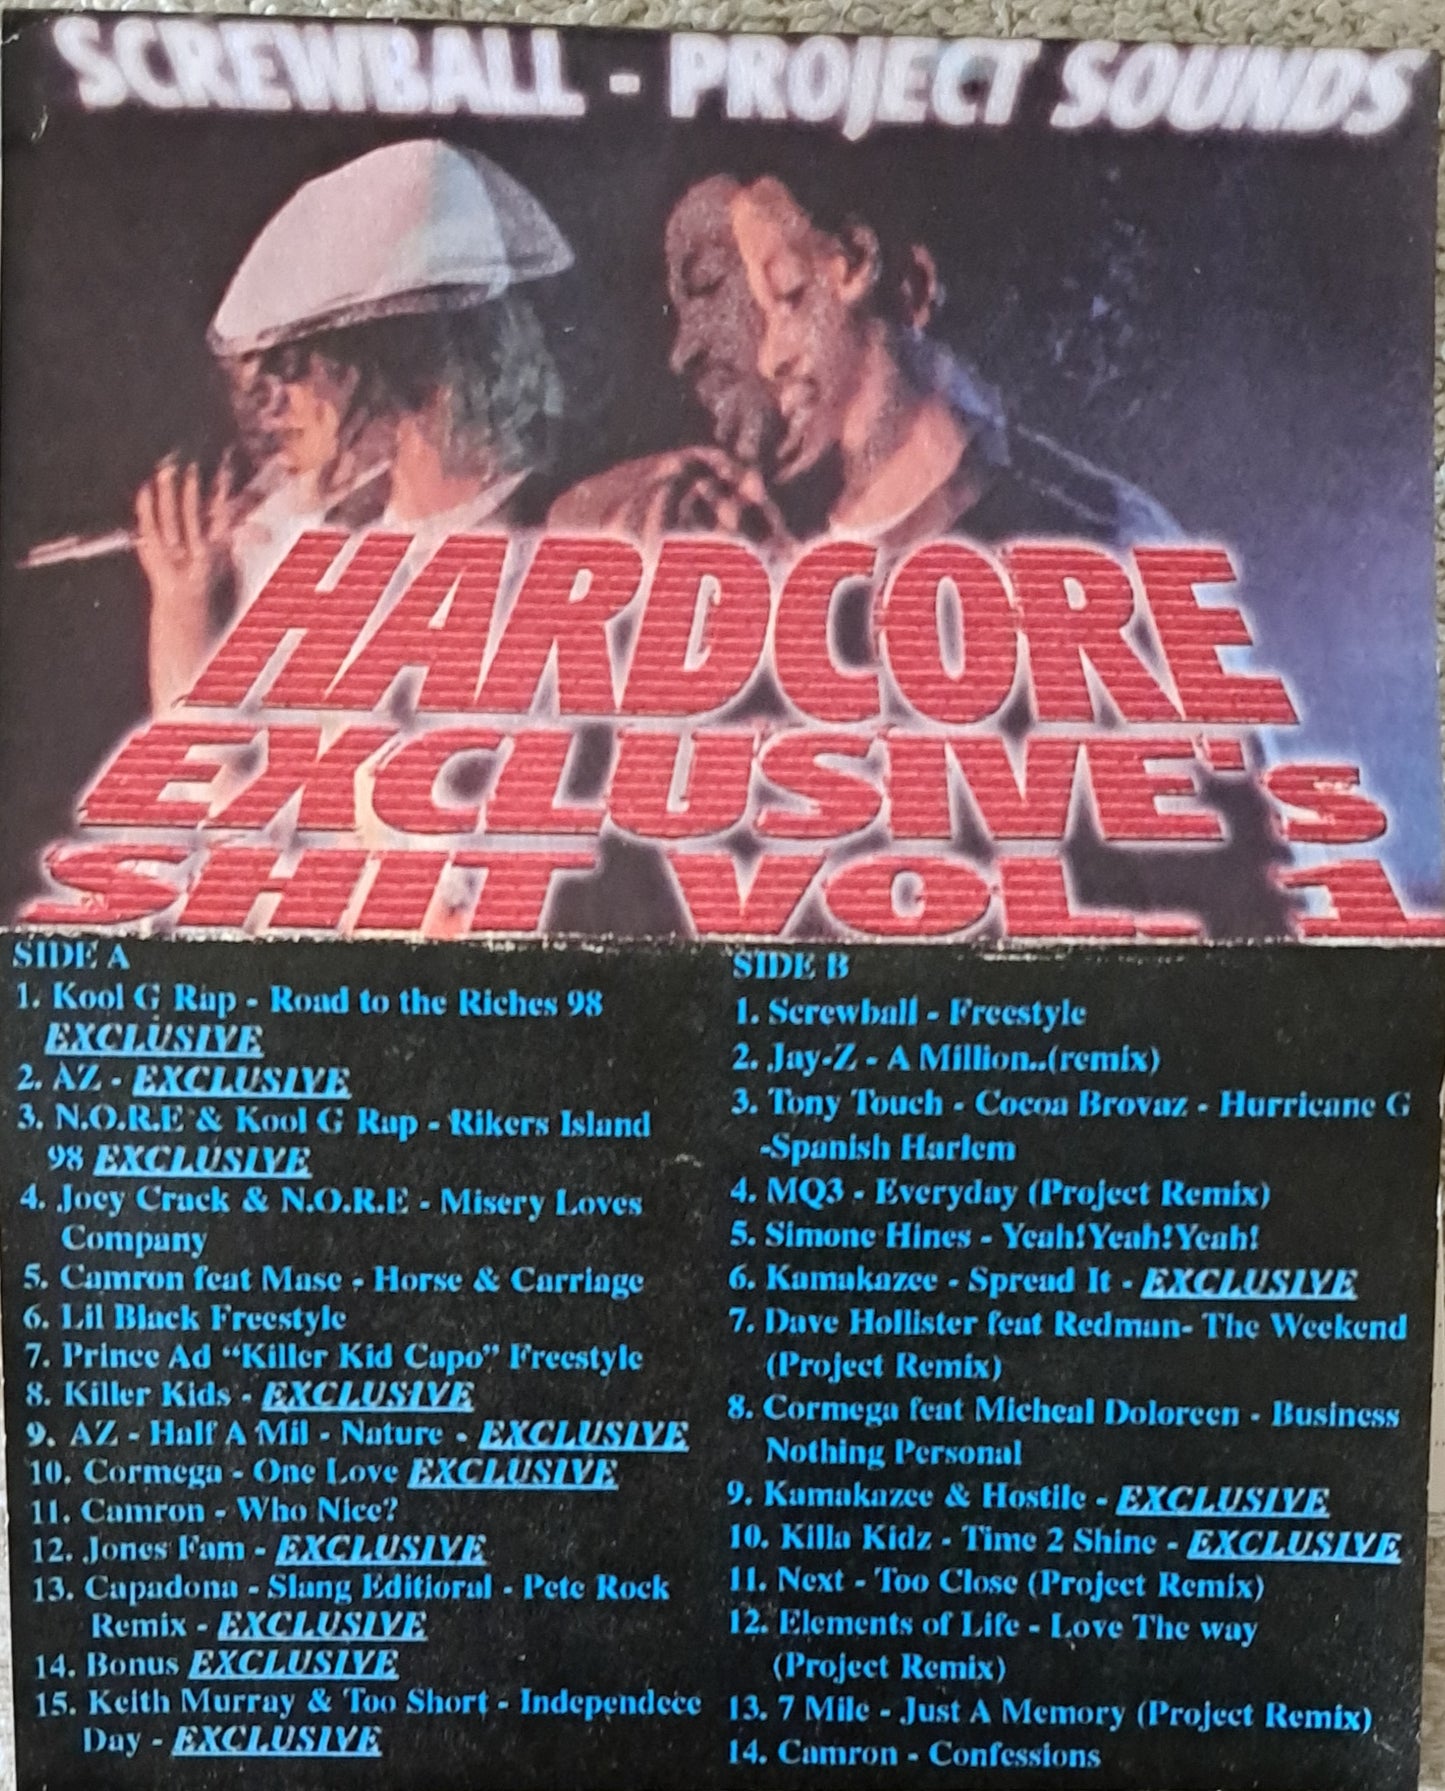 SCREWBALL - PROJECT SOUNDS
HARDCORE
EXCLUSIVE's
SHIT VOL. 1
SIDE A
1. Kool G Rap - Road to the Riches 98
EXCLUSIVE
2. AZ - EXCLUSIVE
3. N.O.R.E & Kool G Rap - Rikers Island
98 EXCLUSIVE
4. Joey Crack & N.O.R.E - Misery Loves
Company
5. Camron feat Mase - Horse & Carriage
6. Lil Black Freestyle
7. Prince Ad “Killer Kid Capo” Freestyle
8. Killer Kids - EXCLUSIVE
9. AZ - Half A Mil - Nature - EXCLUSIVE
10. Cormega - One Love EXCLUSIVE
11. Camron - Who Nice?
12. Jones Fam - EXCLUSIVE
13. Capadona - Slang Editioral - Pete Rock
Remix - EXCLUSIVE
14. Bonus EXCLUSIVE
15. Keith Murray & Too Short - Independece
Day - EXCLUSIVE
SIDE B
1. Screwball - Freestyle
2. Jay-Z - A Million..(remix)
3. Tony Touch - Cocoa Brovaz - Hurricane G
-Spanish Harlem
4. MQ3 - Everyday (Project Remix)
5. Simone Hines - Yeah!Yeah!Yeah!
6. Kamakazee - Spread It - EXCLUSIVE
7. Dave Hollister feat Redman- The Weekend
(Project Remix)
8. Cormega feat Micheal Doloreen - Business
Nothing Personal
9. Kamakazee & Hostile - EXCLUSIVE
10. Killa Kidz - Time 2 Shine - EXCLUSIVE
11. Next - Too Close (Project Remix)
12. Elements of Life - Love The way
(Project Remix)
13. 7 Mile - Just A Memory (Project Remix)
14. Camron - Confessions